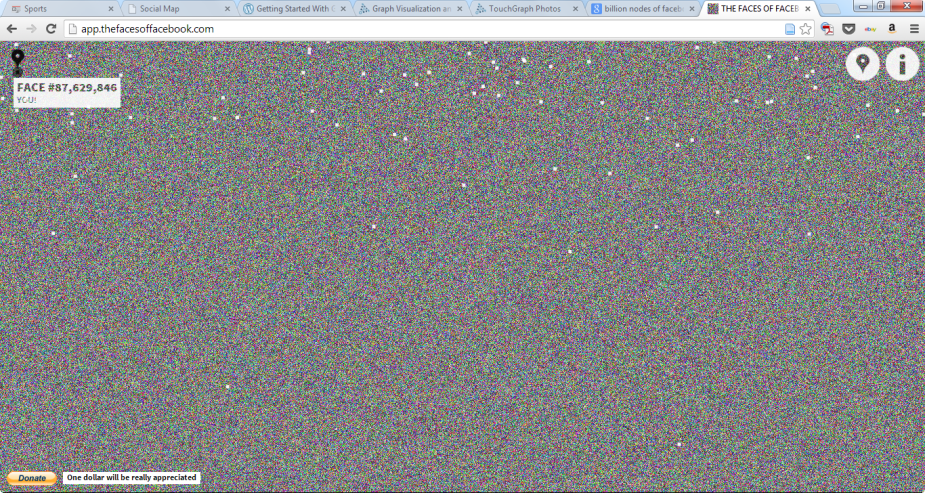 Sports
Social Map
Getting Started With G
Graph Visualization an
TouchGraph Photos
billion nodes of faceb
THE FACES OF FACEB
app.thefacesoffacebook.com
FACE #87,629,846
YOU!
Donate
One dollar will be really appreciated